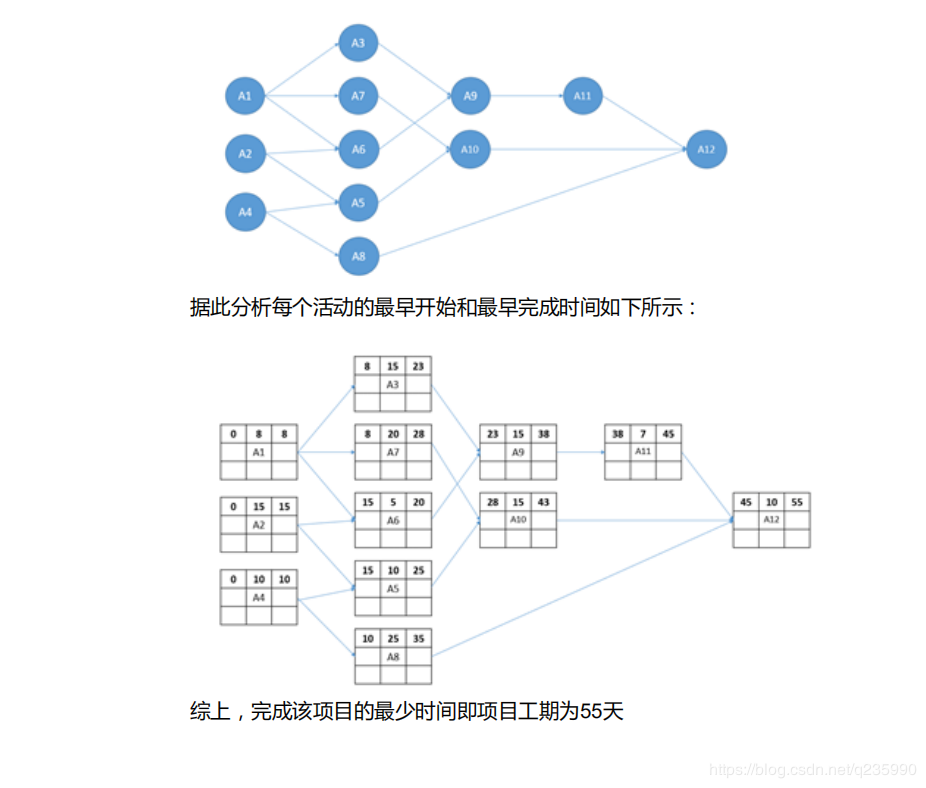 A3
A1 A7 A9 A11
A2 A6 A10 A12
A4 A5
A8
据此分析每个活动的最早开始和最早完成时间如下所示：
8 15 23
A3
0 8 8 8 20 28 23 15 38 38 7 45
A1 A7 A9 A11
0 15 15 15 5 20 28 15 43 45 10 55
A2 A6 A10 A12
0 10 10 15 10 25
A4 A5
10 25 35
A8
综上，完成该项目的最少时间即项目工期为55天
https://blog.csdn.net/q235990